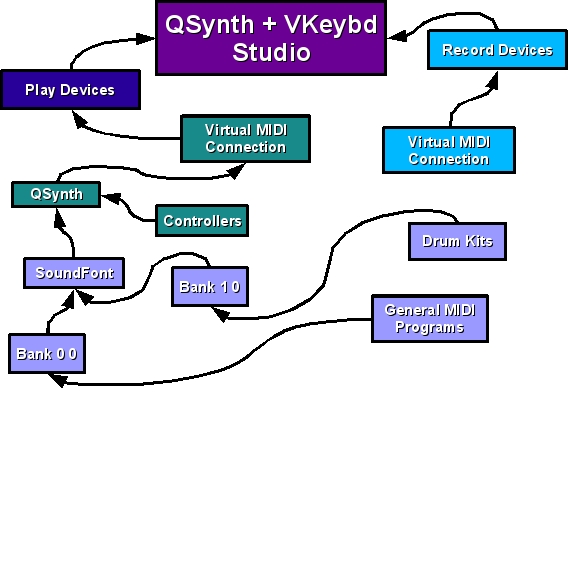 QSynth + VKeybd
Studio
Record Devices
Play Devices
Virtual MIDI
Connection
Virtual MIDI
Connection
QSynth
Controllers
Drum Kits
SoundFont
Bank 1 0
General MIDI
Programs
Bank 0 0